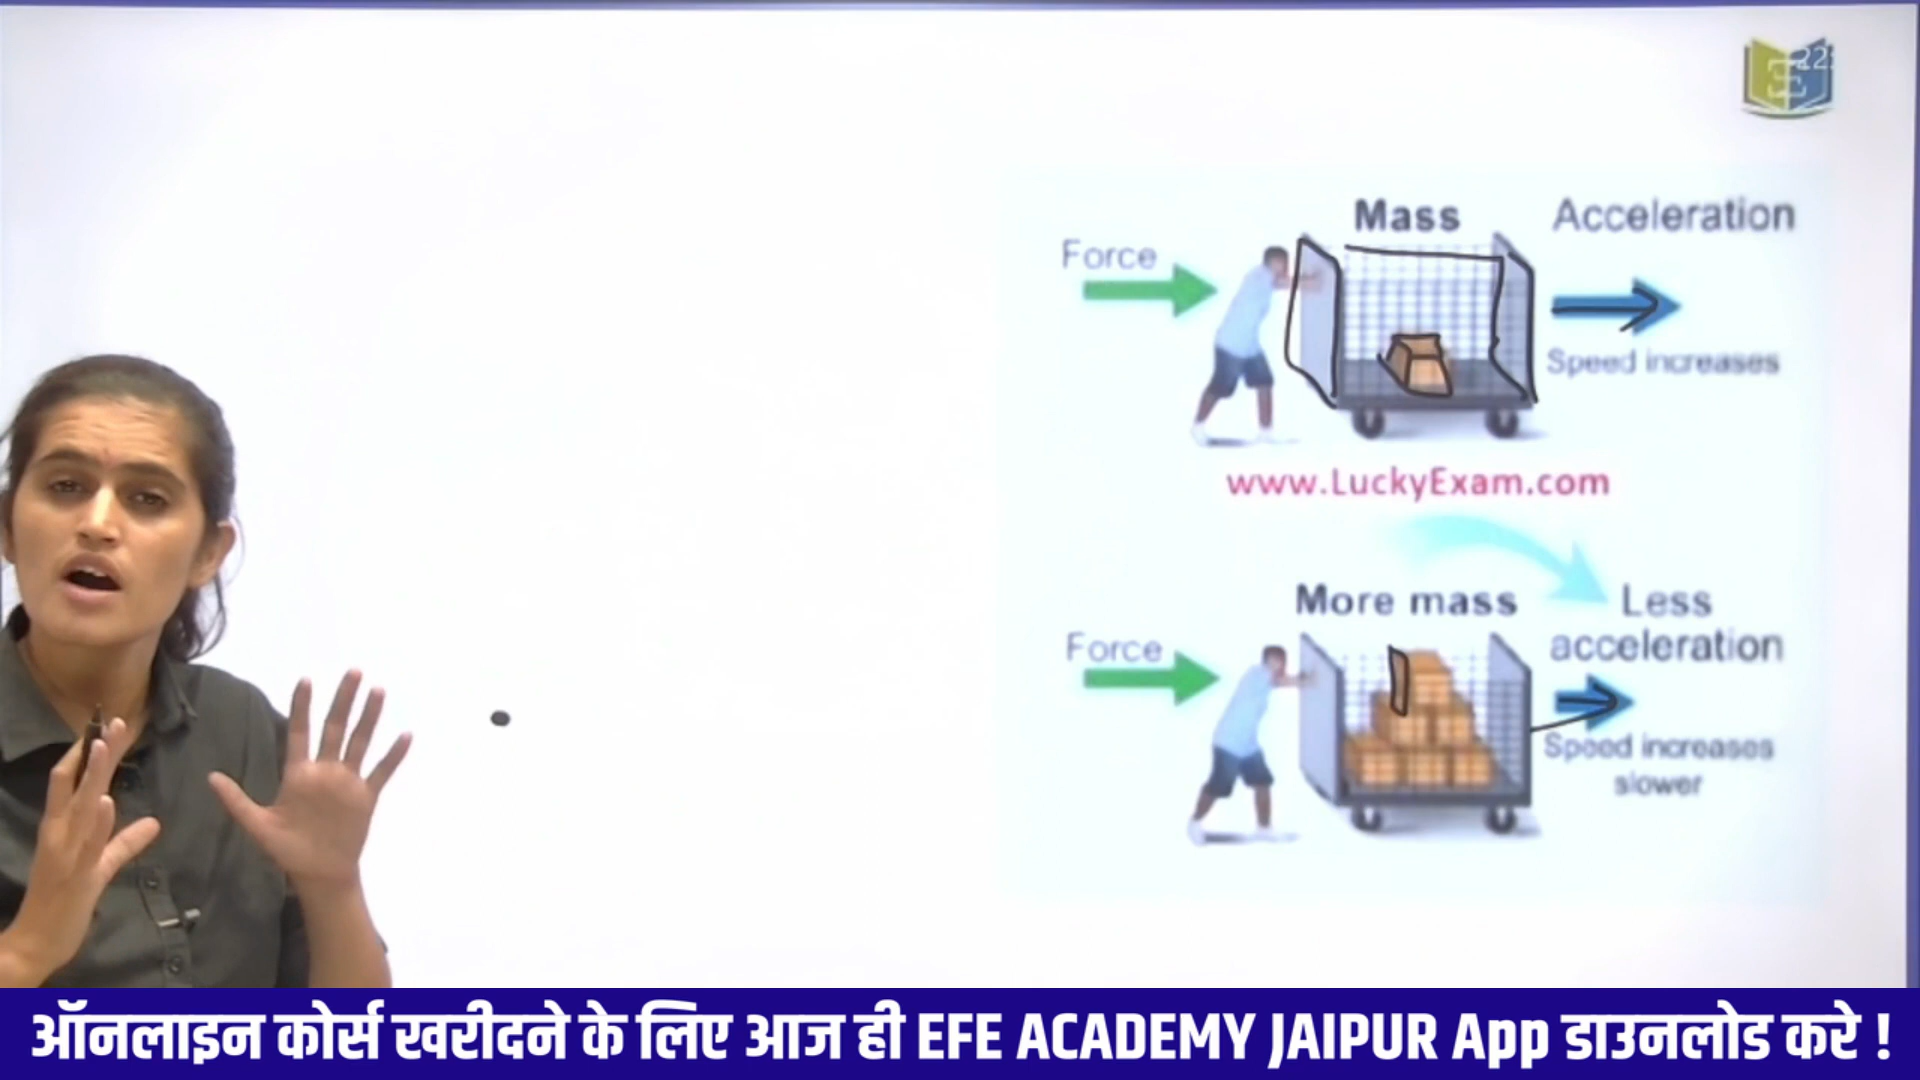 22
Mass
Acceleration
Force
Speed increases
www.LuckyExam.com
More mass
Less
acceleration
Force
Speed increases
slower
ऑनलाइन कोर्स खरीदने के लिए आज ही EFE ACADEMY JAIPUR App डाउनलोड करे !